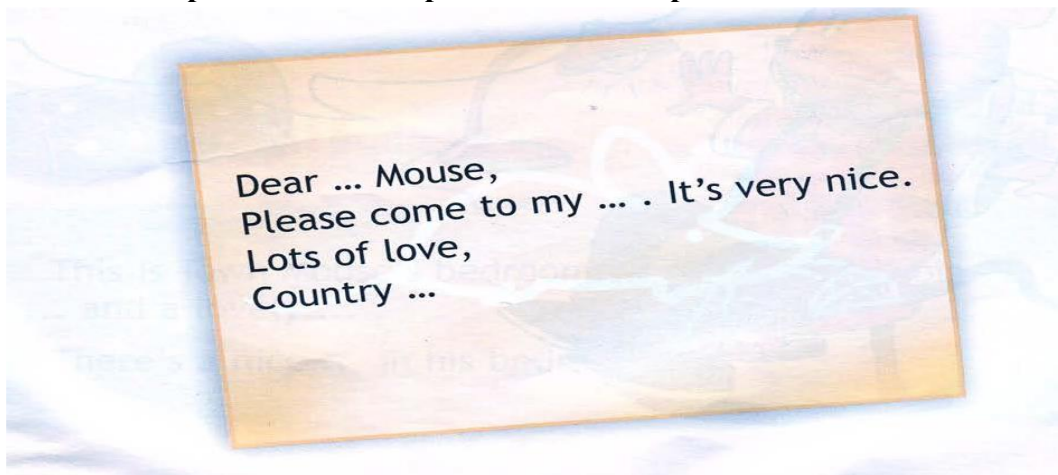 Dear ... Mouse,
Please come to my ... . It's very nice.
Lots of love,
Country ...